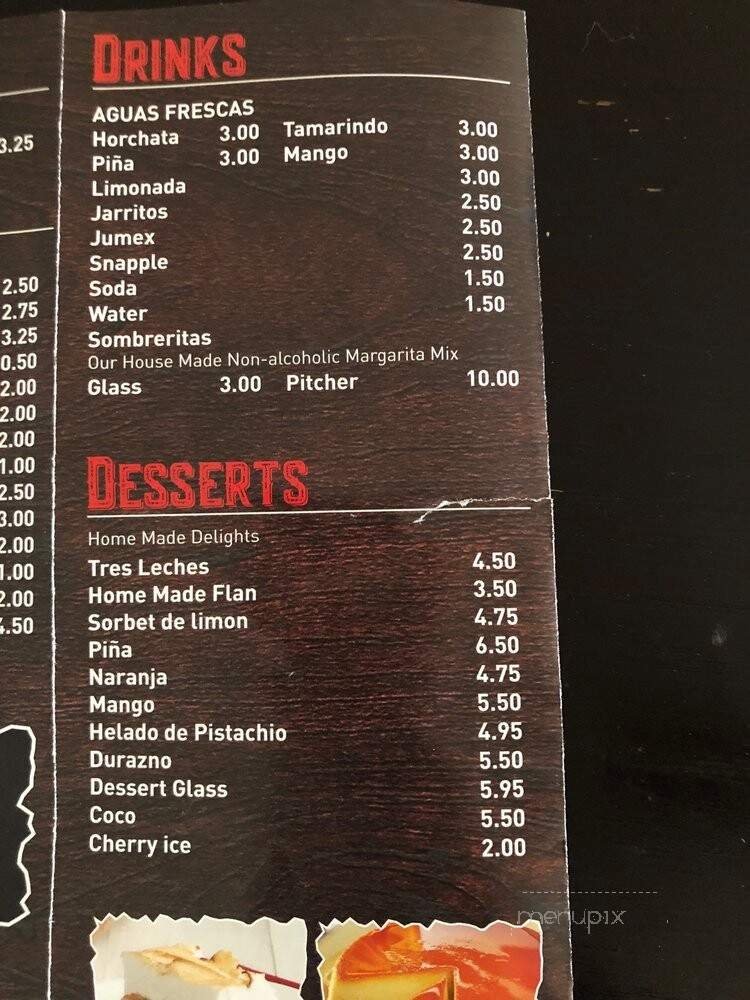 3.25
2.50
2.75
3.25
0.50
2.00
2.00
2.00
1.00
2.50
3.00
2.00
1.00
2.00
4.50
DRINKS
AGUAS FRESCAS
Horchata 3.00 Tamarindo 3.00
Piña 3.00 Mango 3.00
Limonada 3.00
Jarritos 2.50
Jumex 2.50
Snapple 2.50
Soda 1.50
Water 1.50
Sombreritas
Our House Made Non-alcoholic Margarita Mix
Glass 3.00 Pitcher 10.00
DESSERTS
Home Made Delights
Tres Leches 4.50
Home Made Flan 3.50
Sorbet de limon 4.75
Piña 6.50
Naranja 4.75
Mango 5.50
Helado de Pistachio 4.95
Durazno 5.50
Dessert Glass 5.95
Coco 5.50
Cherry ice 2.00
menupix